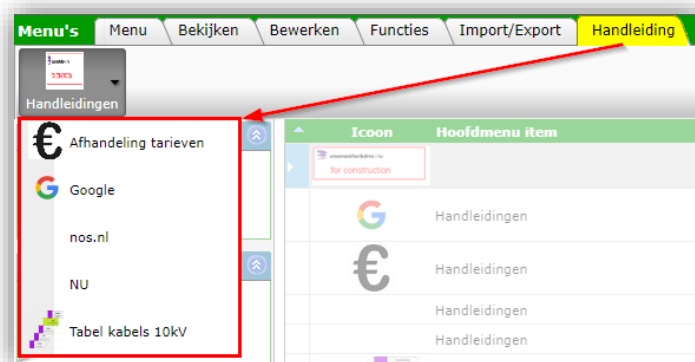 Menu's Menu Bekijken Bewerken Functies Import/Export Handleiding
Handleidingen
Afhandeling tarieven
Google
nos.nl
NU
Tabel kabels 10kV
Icoon Hoofdmenu item
for construction
Handleidingen
Handleidingen
Handleidingen
Handleidingen